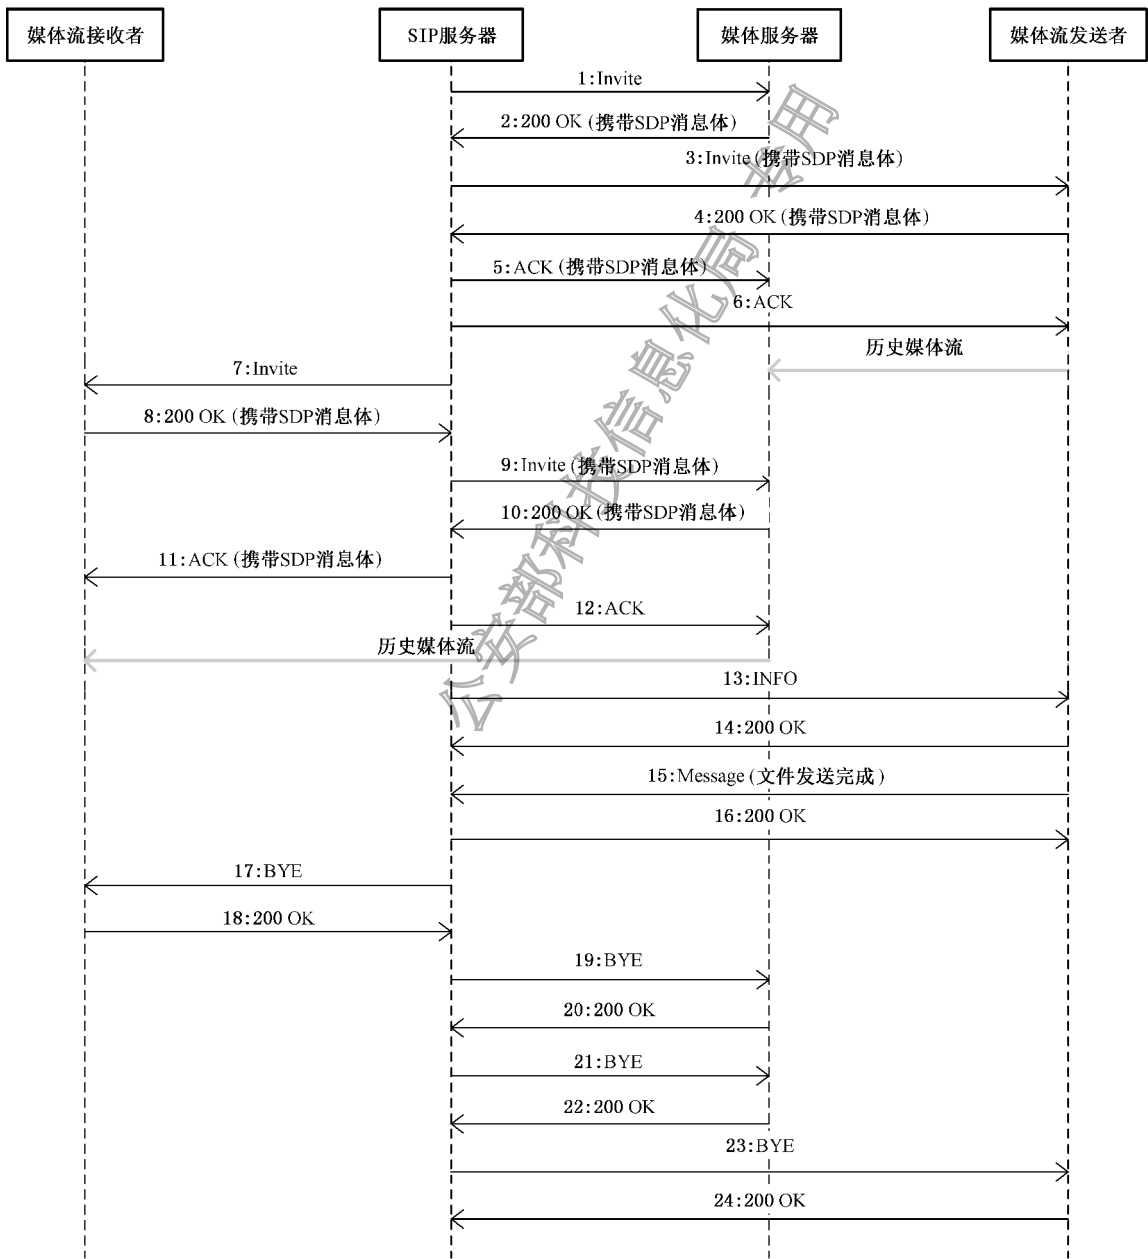 媒体流接收者
SIP服务器
媒体服务器
媒体流发送者
1:Invite
2:200 OK(携带SDP消息体)
3:Invite(携带SDP消息体)
4:200 OK(携带SDP消息体)
5:ACK(携带SDP消息体)
6:ACK
历史媒体流
7:Invite
8:200 OK(携带SDP消息体)
9:Invite(携带SDP消息体)
10:200 OK(携带SDP消息体)
11:ACK(携带SDP消息体)
12:ACK
历史媒体流
13:INFO
14:200 OK
15:Message(文件发送完成)
16:200 OK
17:BYE
18:200 OK
19:BYE
20:200 OK
21:BYE
22:200 OK
23:BYE
24:200 OK
公安部科技信息化局 专用